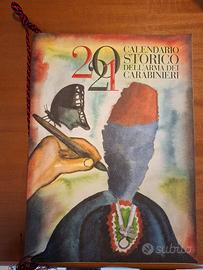 2021
CALENDARIO
STORICO
DELL'ARMA DEI
CARABINIERI
subito